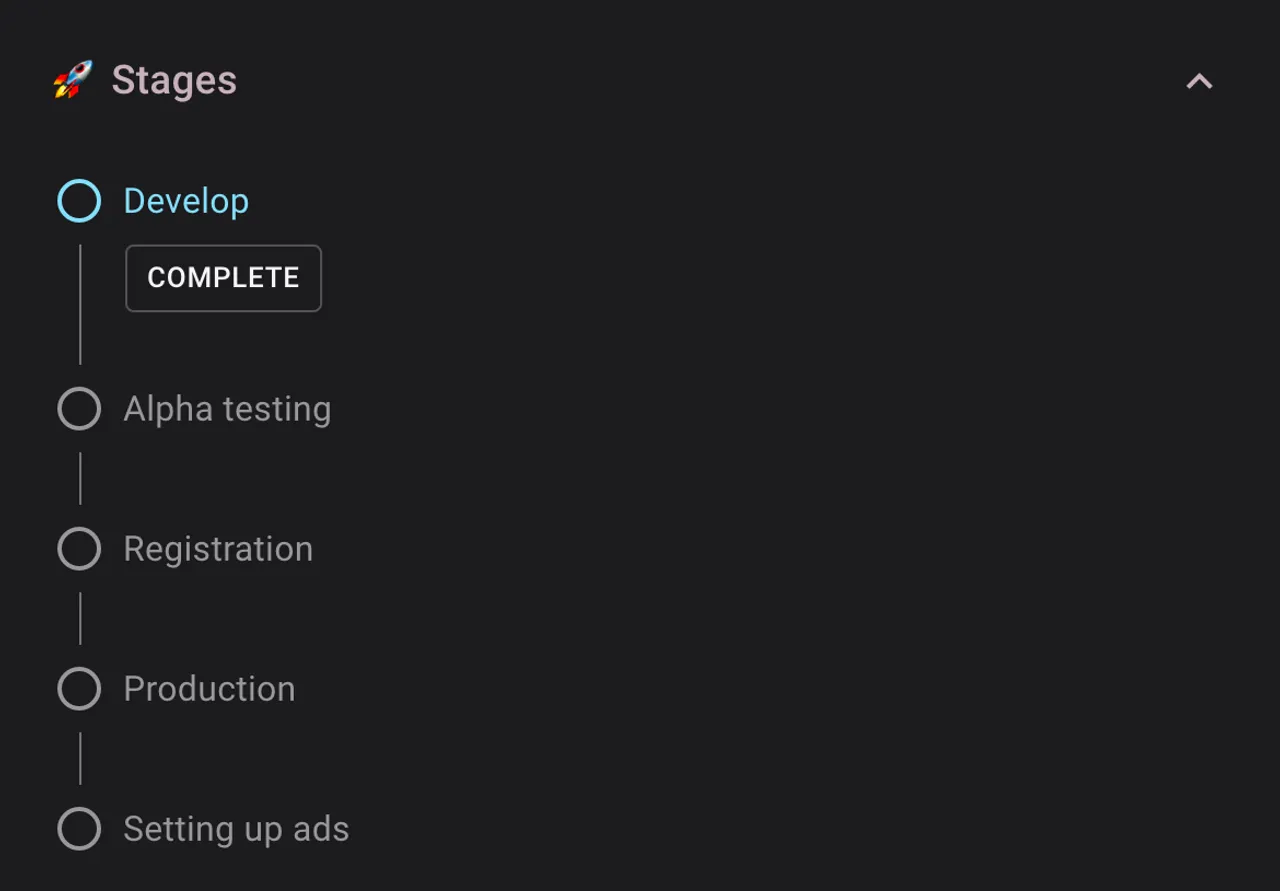 🚀 Stages
Develop
COMPLETE
Alpha testing
Registration
Production
Setting up ads